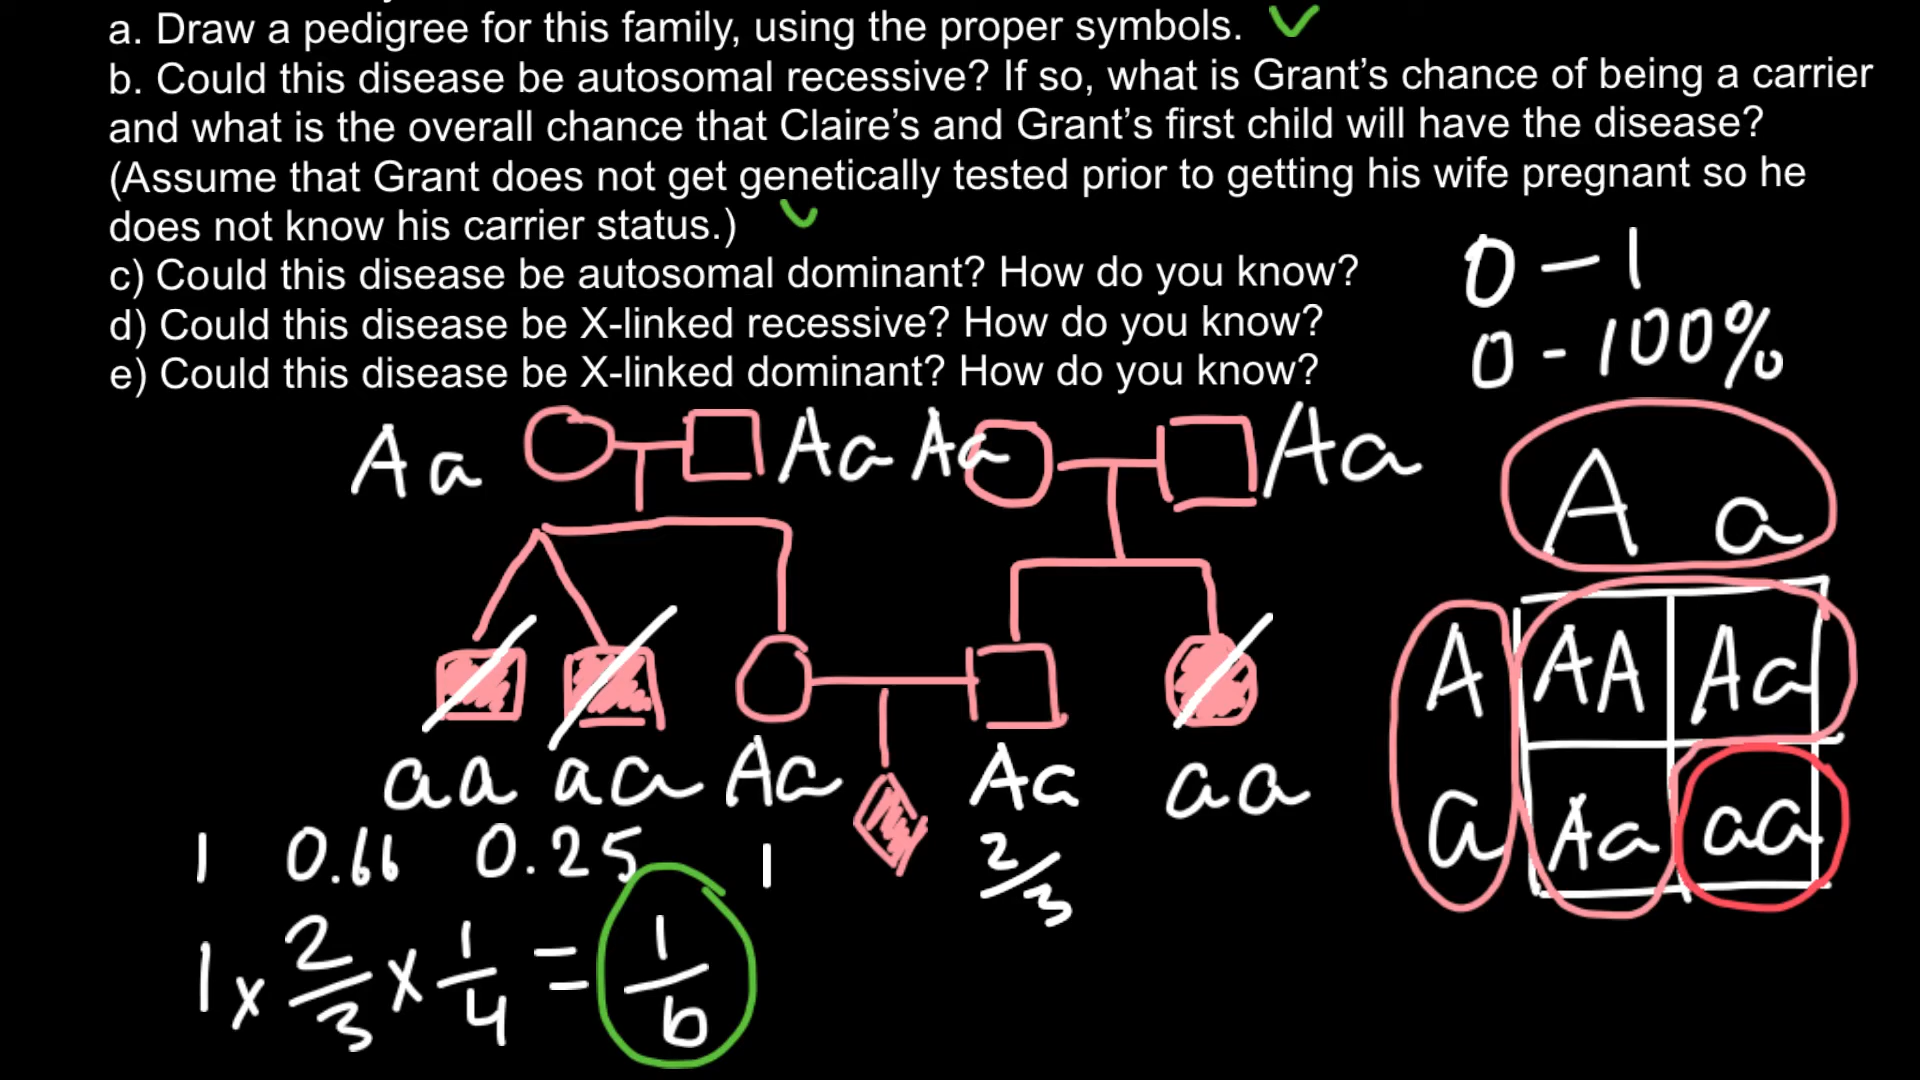 a. Draw a pedigree for this family, using the proper symbols.
b. Could this disease be autosomal recessive? If so, what is Grant’s chance of being a carrier
and what is the overall chance that Claire’s and Grant’s first child will have the disease?
(Assume that Grant does not get genetically tested prior to getting his wife pregnant so he
does not know his carrier status.)
c) Could this disease be autosomal dominant? How do you know?
d) Could this disease be X-linked recessive? How do you know?
e) Could this disease be X-linked dominant? How do you know?
0 – 1
0 - 100%
Aa Aa Aa Aa
A a
A AA Aa
a Aa aa
aa aa Aa Aa aa
1 0.66 0.25 1 2/3
1 x 2/3 x 1/4 = 1/6